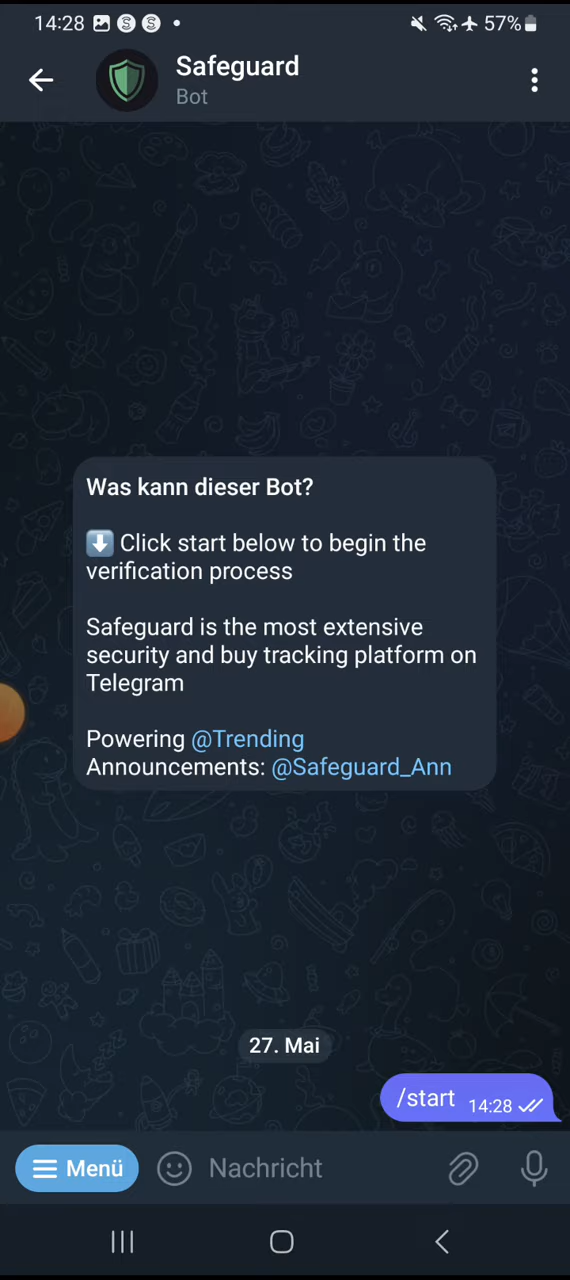 14:28 S S 57%
Safeguard
Bot
Was kann dieser Bot?
Click start below to begin the
verification process
Safeguard is the most extensive
security and buy tracking platform on
Telegram
Powering @Trending
Announcements: @Safeguard_Ann
27. Mai
/start 14:28
Menü Nachricht